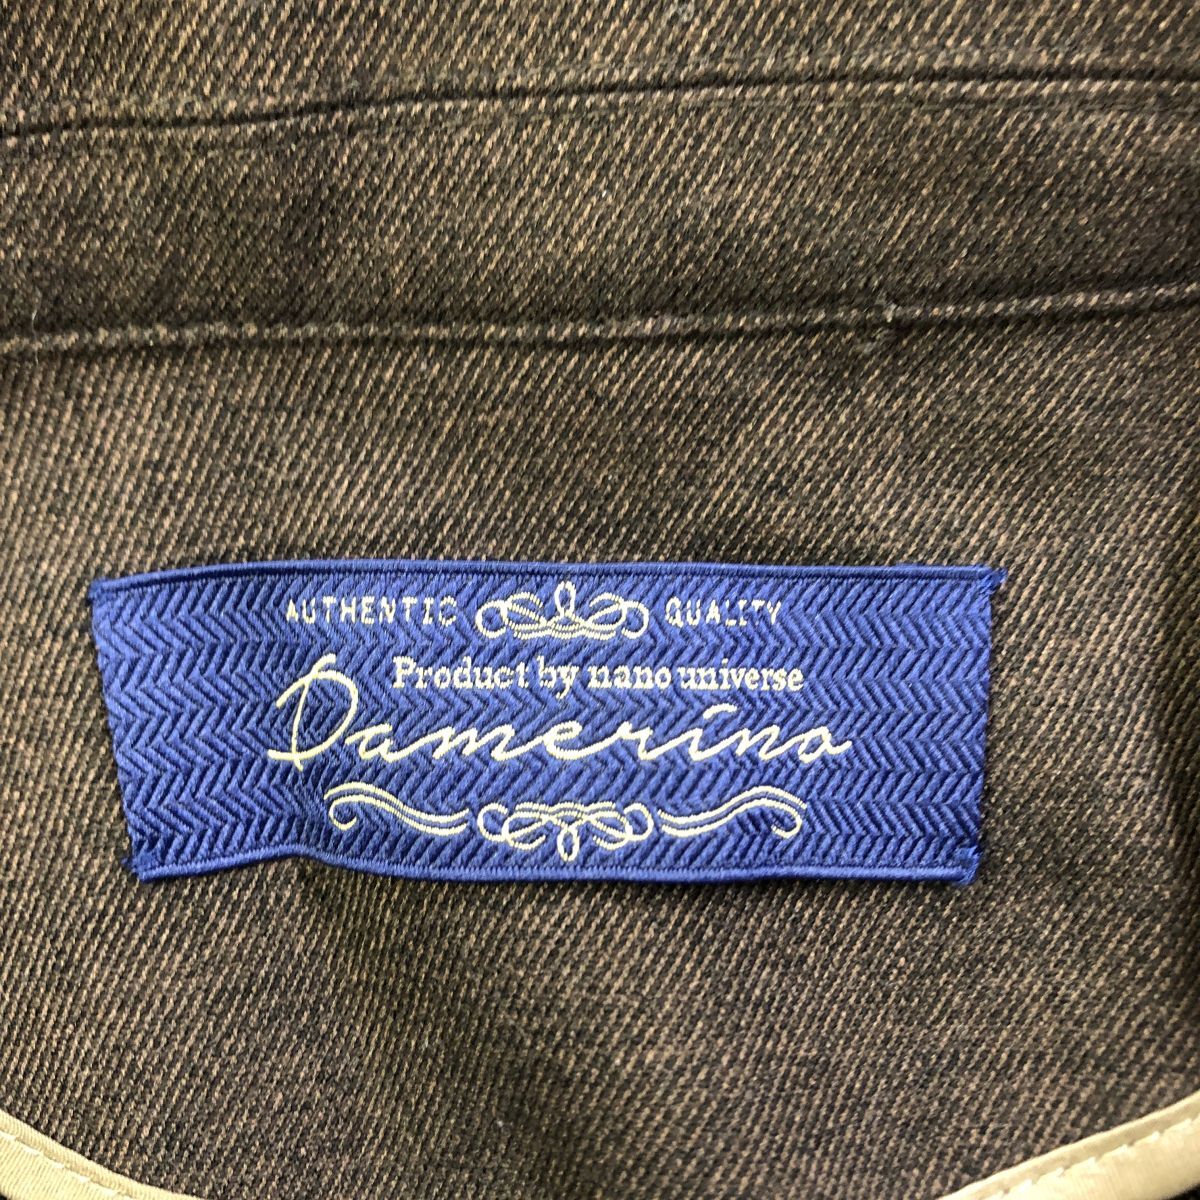 AUTHENTIC QUALITY
Product by nano universe
Damerino